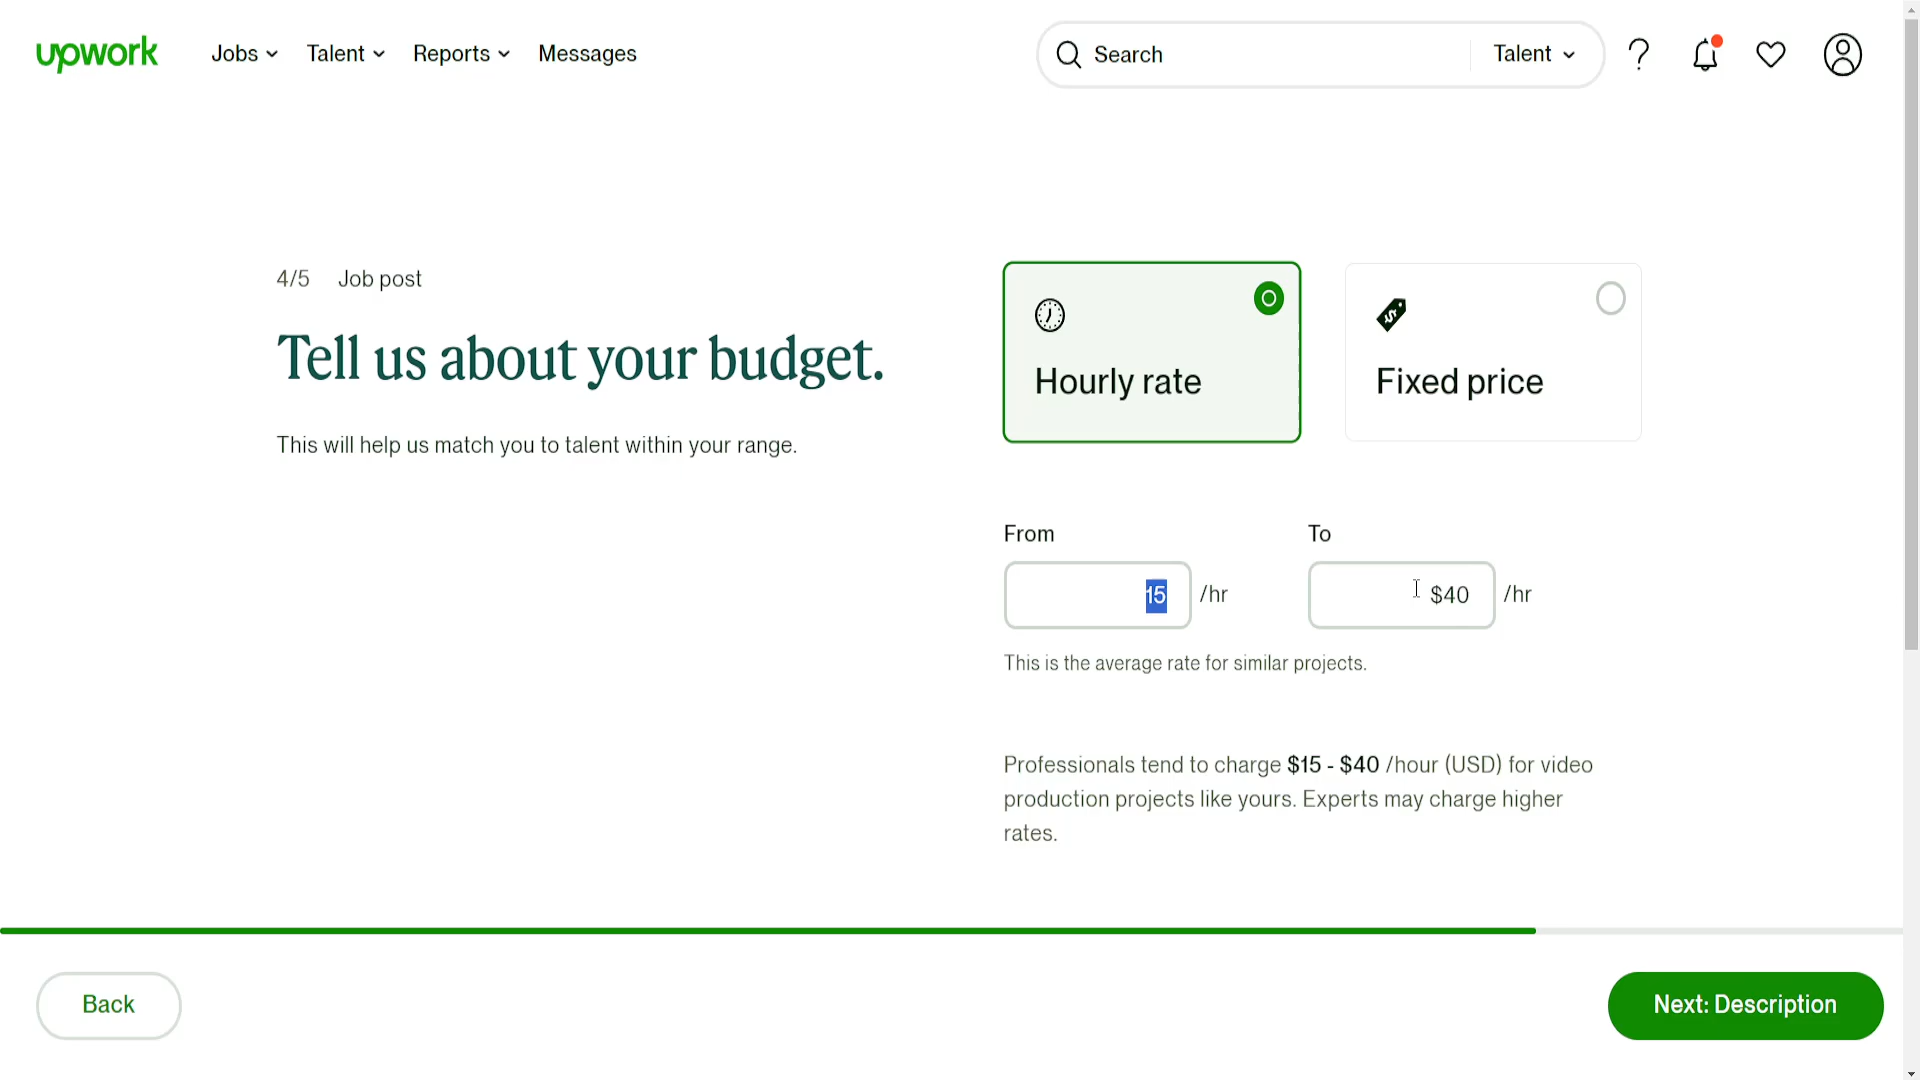 upwork
Jobs Talent Reports Messages
Search
Talent
4/5 Job post
Tell us about your budget.
This will help us match you to talent within your range.
Hourly rate
Fixed price
From
To
15 /hr
$40 /hr
This is the average rate for similar projects.
Professionals tend to charge $15 - $40 /hour (USD) for video
production projects like yours. Experts may charge higher
rates.
Back
Next: Description